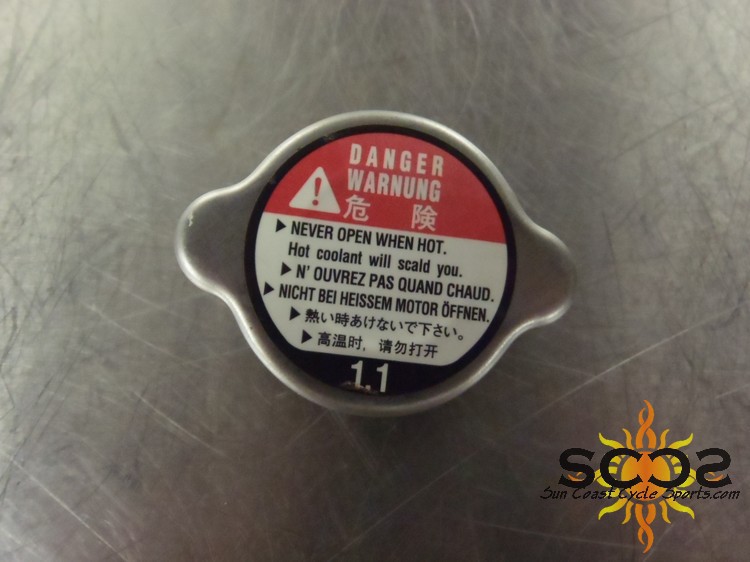 DANGER
WARNUNG
危 険
▶ NEVER OPEN WHEN HOT.
Hot coolant will scald you.
▶ N' OUVREZ PAS QUAND CHAUD.
▶ NICHT BEI HEISSEM MOTOR ÖFFNEN.
▶ 熱い時あけないで下さい。
▶ 高温时，请勿打开
1.1
SCCS
Sun Coast Cycle Sports.com